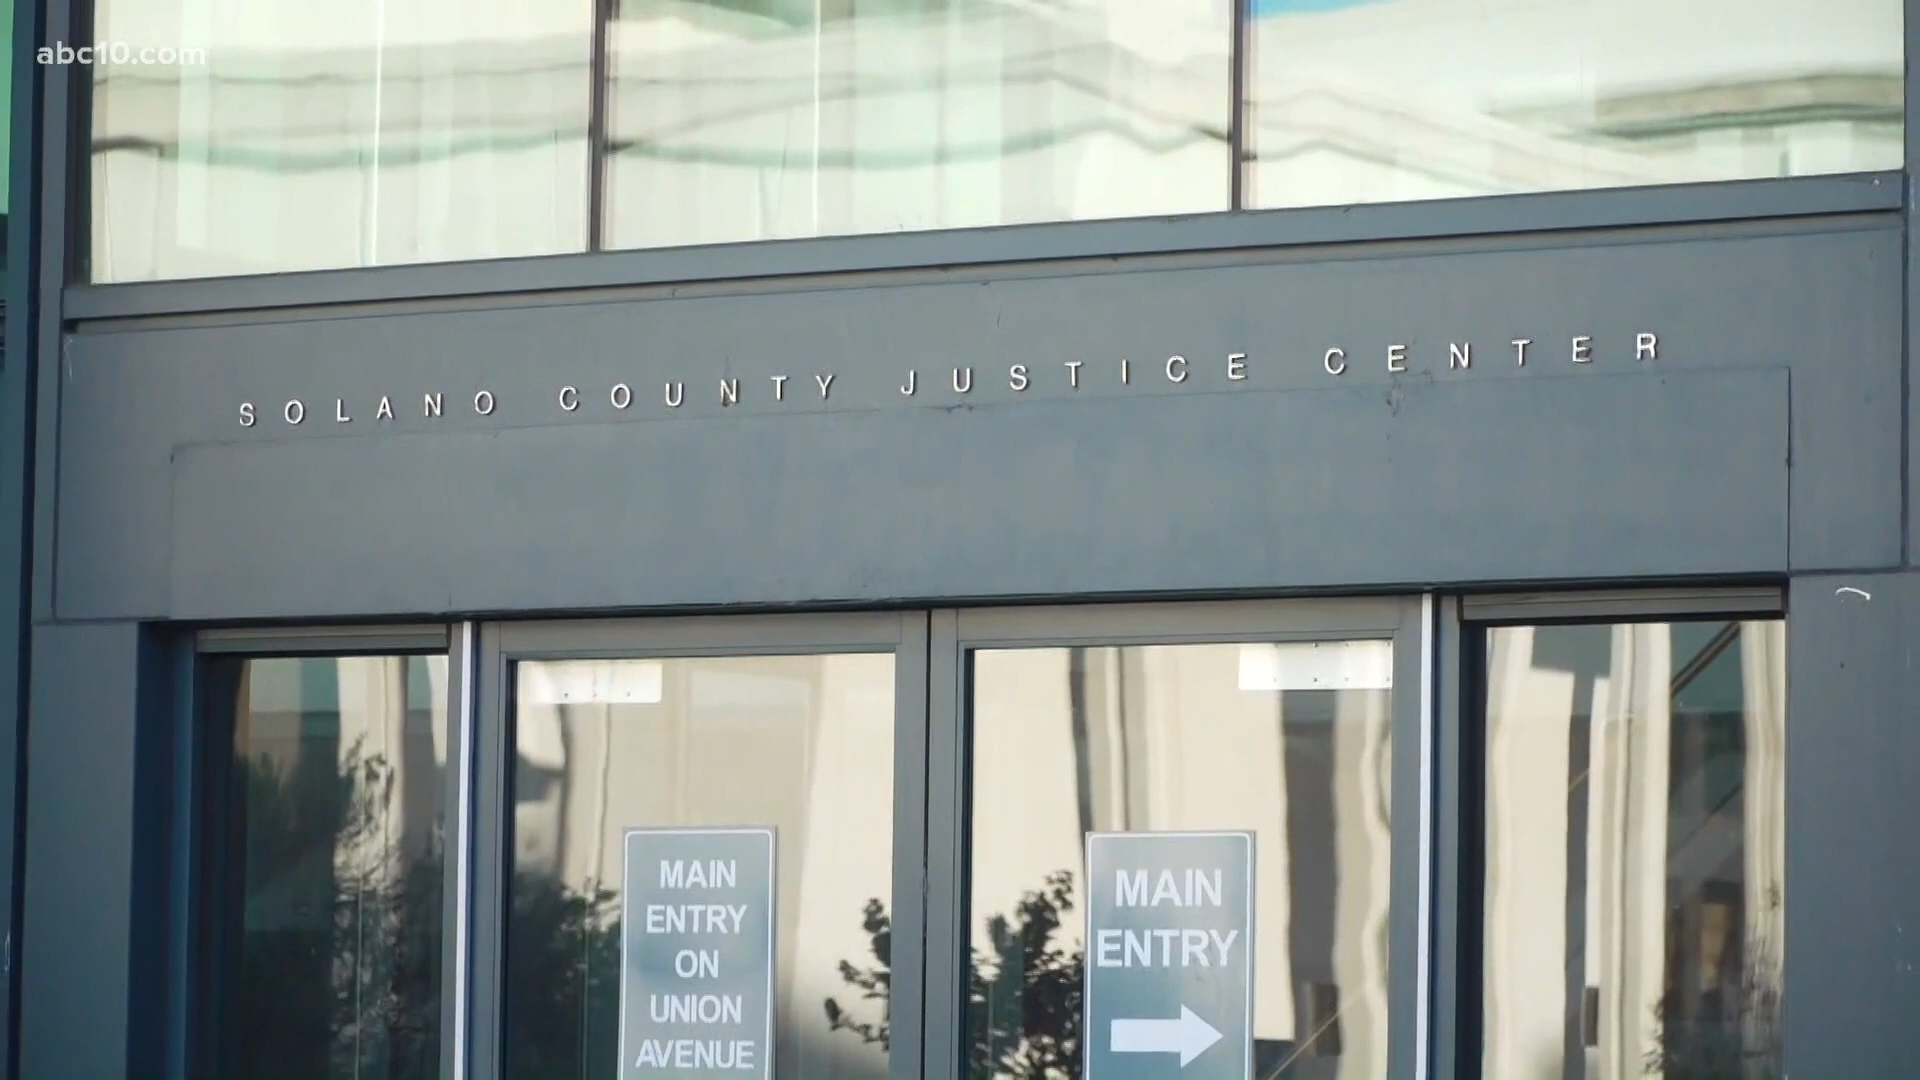 abc10.com
SOLANO COUNTY JUSTICE CENTER
MAIN
ENTRY
ON
UNION
AVENUE
MAIN
ENTRY